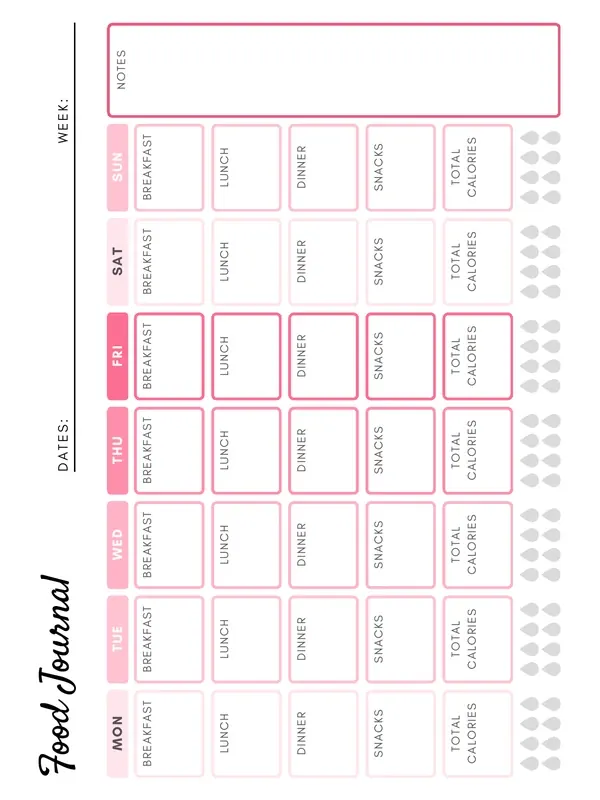 Food Journal
DATES:
WEEK:
MON
TUE
WED
THU
FRI
SAT
SUN
NOTES
BREAKFAST
BREAKFAST
BREAKFAST
BREAKFAST
BREAKFAST
BREAKFAST
BREAKFAST
LUNCH
LUNCH
LUNCH
LUNCH
LUNCH
LUNCH
LUNCH
DINNER
DINNER
DINNER
DINNER
DINNER
DINNER
DINNER
SNACKS
SNACKS
SNACKS
SNACKS
SNACKS
SNACKS
SNACKS
TOTAL
CALORIES
TOTAL
CALORIES
TOTAL
CALORIES
TOTAL
CALORIES
TOTAL
CALORIES
TOTAL
CALORIES
TOTAL
CALORIES